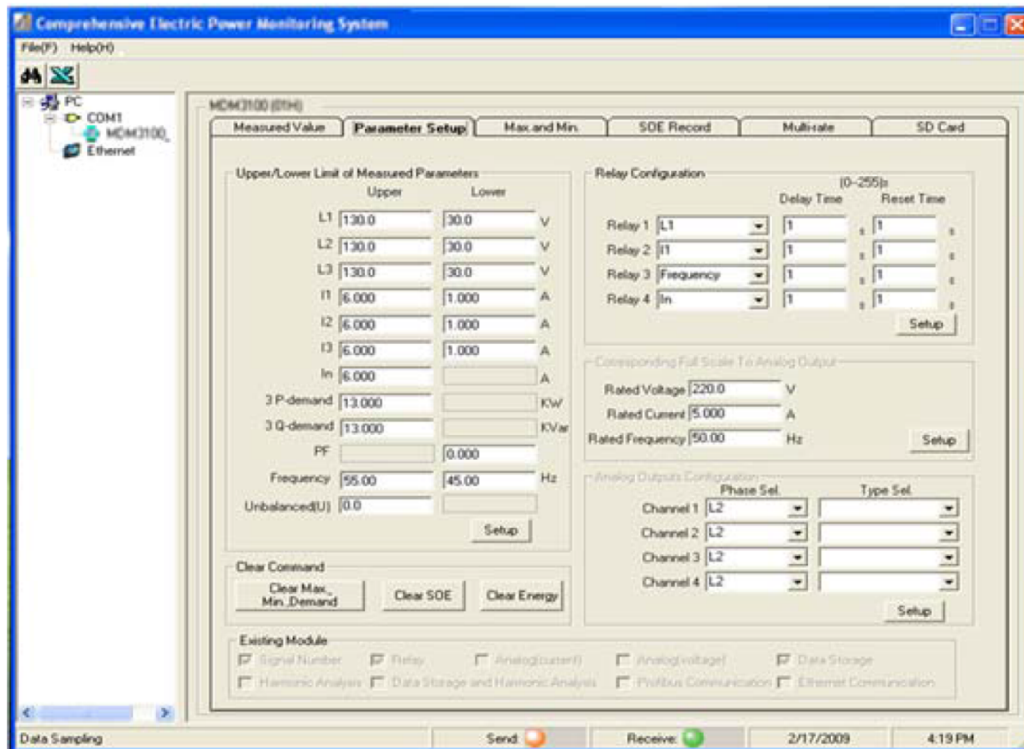 Comprehensive Electric Power Monitoring System
File(F) Help(H)
PC
COM1
MDM3100_
Ethernet
MDM3100 (01H)
Measured Value Parameter Setup Max.and Min. SOE Record Multi-rate SD Card
Upper/Lower Limit of Measured Parameters
Upper Lower
L1 130.0 30.0 V
L2 130.0 30.0 V
L3 130.0 30.0 V
I1 6.000 1.000 A
I2 6.000 1.000 A
I3 6.000 1.000 A
In 6.000 A
3 P-demand 13.000 KW
3 Q-demand 13.000 KVar
PF 0.000
Frequency 55.00 45.00 Hz
Unbalanced(U) 0.0
Setup
Clear Command
Clear Max.,
Min.,Demand
Clear SOE
Clear Energy
Relay Configuration
(0-255)s
Delay Time Reset Time
Relay 1 L1 1 s 1 s
Relay 2 I1 1 s 1 s
Relay 3 Frequency 1 s 1 s
Relay 4 In 1 s 1 s
Setup
Corresponding Full Scale To Analog Output
Rated Voltage 220.0 V
Rated Current 5.000 A
Rated Frequency 50.00 Hz
Setup
Analog Outputs Configuration
Phase Sel. Type Sel.
Channel 1 L2
Channel 2 L2
Channel 3 L2
Channel 4 L2
Setup
Existing Module
Signal Number Relay Analog(current) Analog(voltage) Data Storage
Harmonic Analysis Data Storage and Harmonic Analysis Profibus Communication Ethernet Communication
Data Sampling Send: Receive: 2/17/2009 4:19 PM